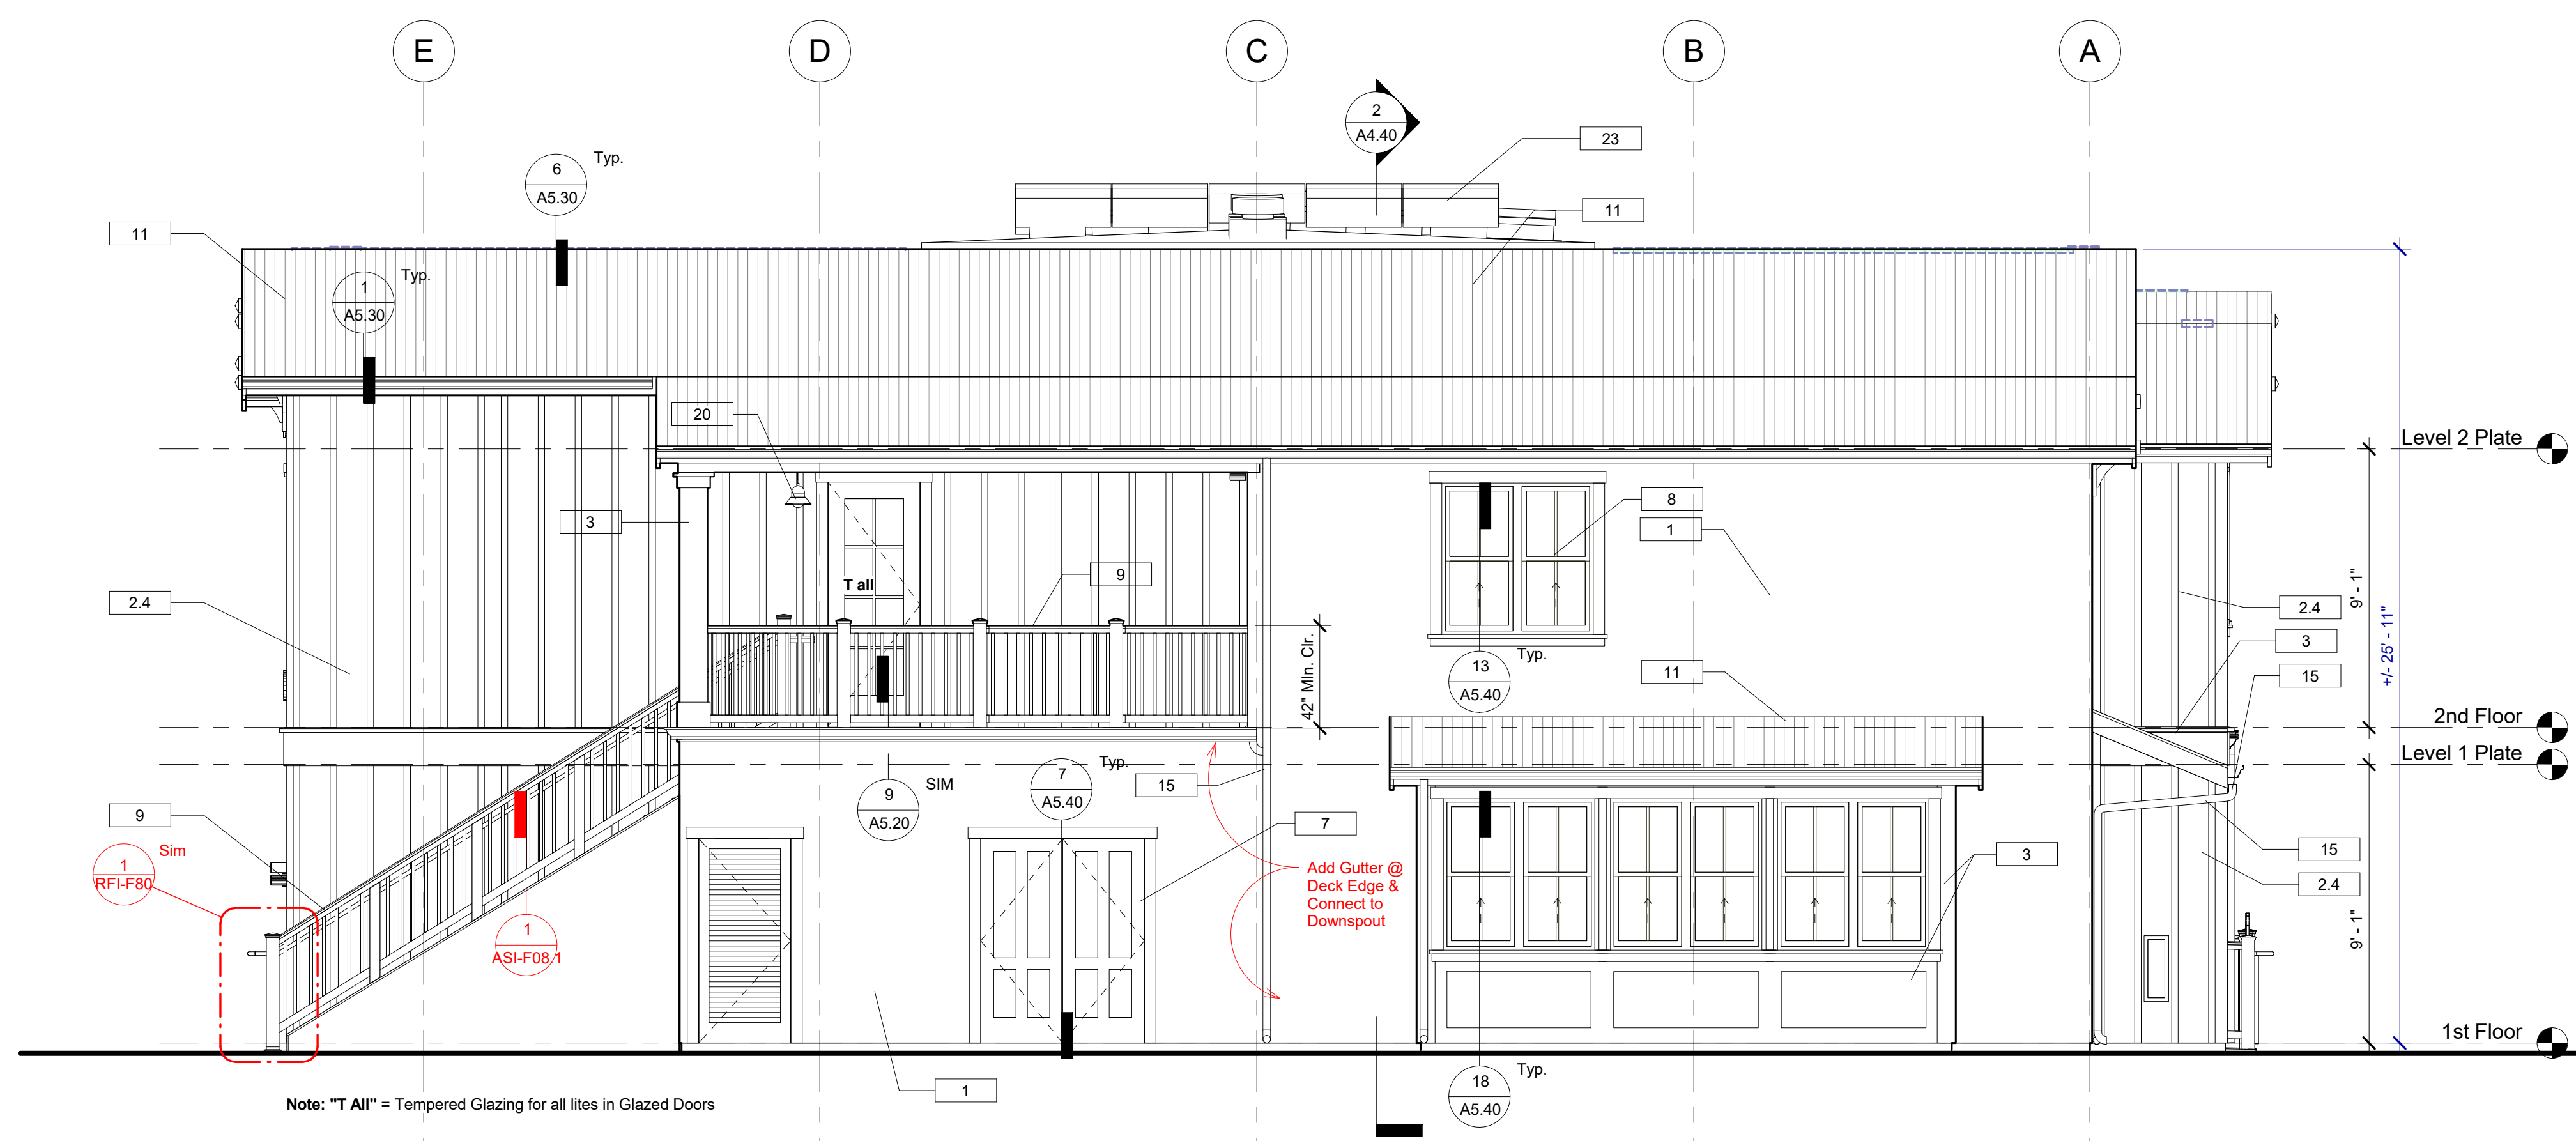 E
D
C
B
A
2
A4.40
23
6
A5.30
Typ.
11
11
1
A5.30
Typ.
20
Level 2 Plate
3
8
1
T all
9
2.4
9' - 1"
2.4
+/- 25' - 11"
3
42" MIn. Clr.
13
A5.40
Typ.
11
15
2nd Floor
Level 1 Plate
7
A5.40
Typ.
9
A5.20
SIM
15
9
7
1
RFI-F80
Sim
Add Gutter @
Deck Edge &
Connect to
Downspout
3
15
2.4
9' - 1"
1
ASI-F08.1
1st Floor
1
18
A5.40
Typ.
Note: "T All" = Tempered Glazing for all lites in Glazed Doors